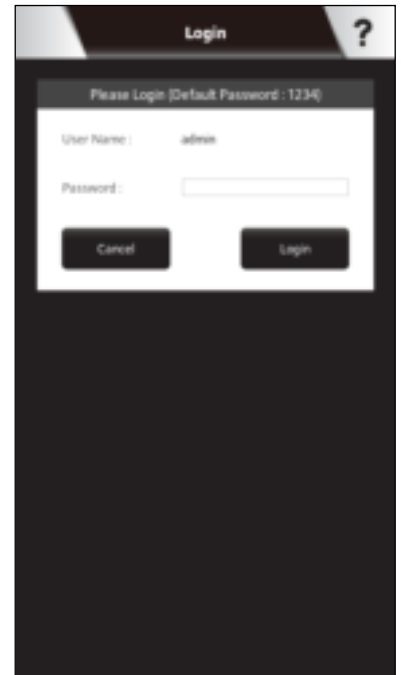 Login
?
Please Login (Default Password : 1234)
User Name : admin
Password :
Cancel Login